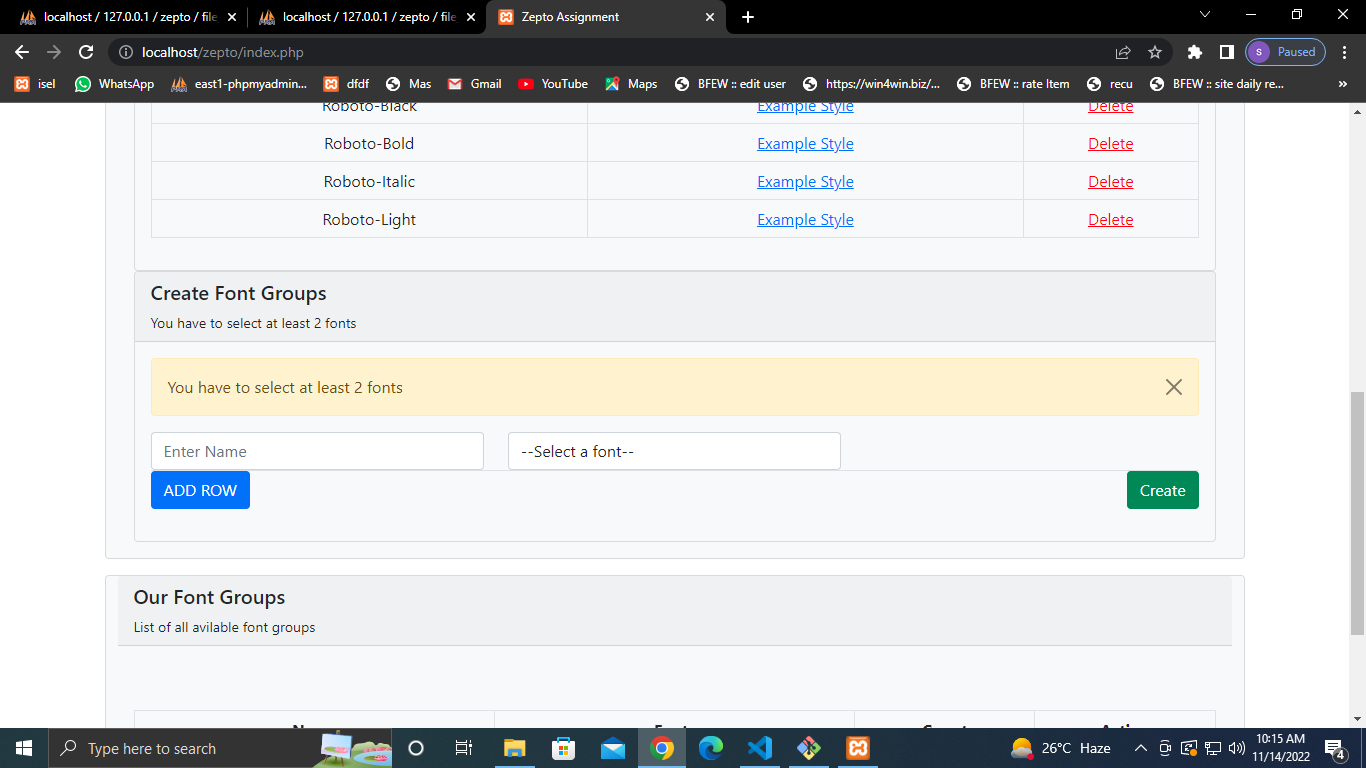 localhost / 127.0.0.1 / zepto / file
localhost / 127.0.0.1 / zepto / file
Zepto Assignment
localhost/zepto/index.php
S Paused
isel WhatsApp east1-phpmyadmin... dfdf Mas Gmail YouTube Maps BFEW :: edit user https://win4win.biz/... BFEW :: rate Item recu BFEW :: site daily re... »
Roboto-Black Example Style Delete
Roboto-Bold Example Style Delete
Roboto-Italic Example Style Delete
Roboto-Light Example Style Delete
Create Font Groups
You have to select at least 2 fonts
You have to select at least 2 fonts
Enter Name --Select a font--
ADD ROW Create
Our Font Groups
List of all avilable font groups
Type here to search
26°C Haze
10:15 AM
11/14/2022
4